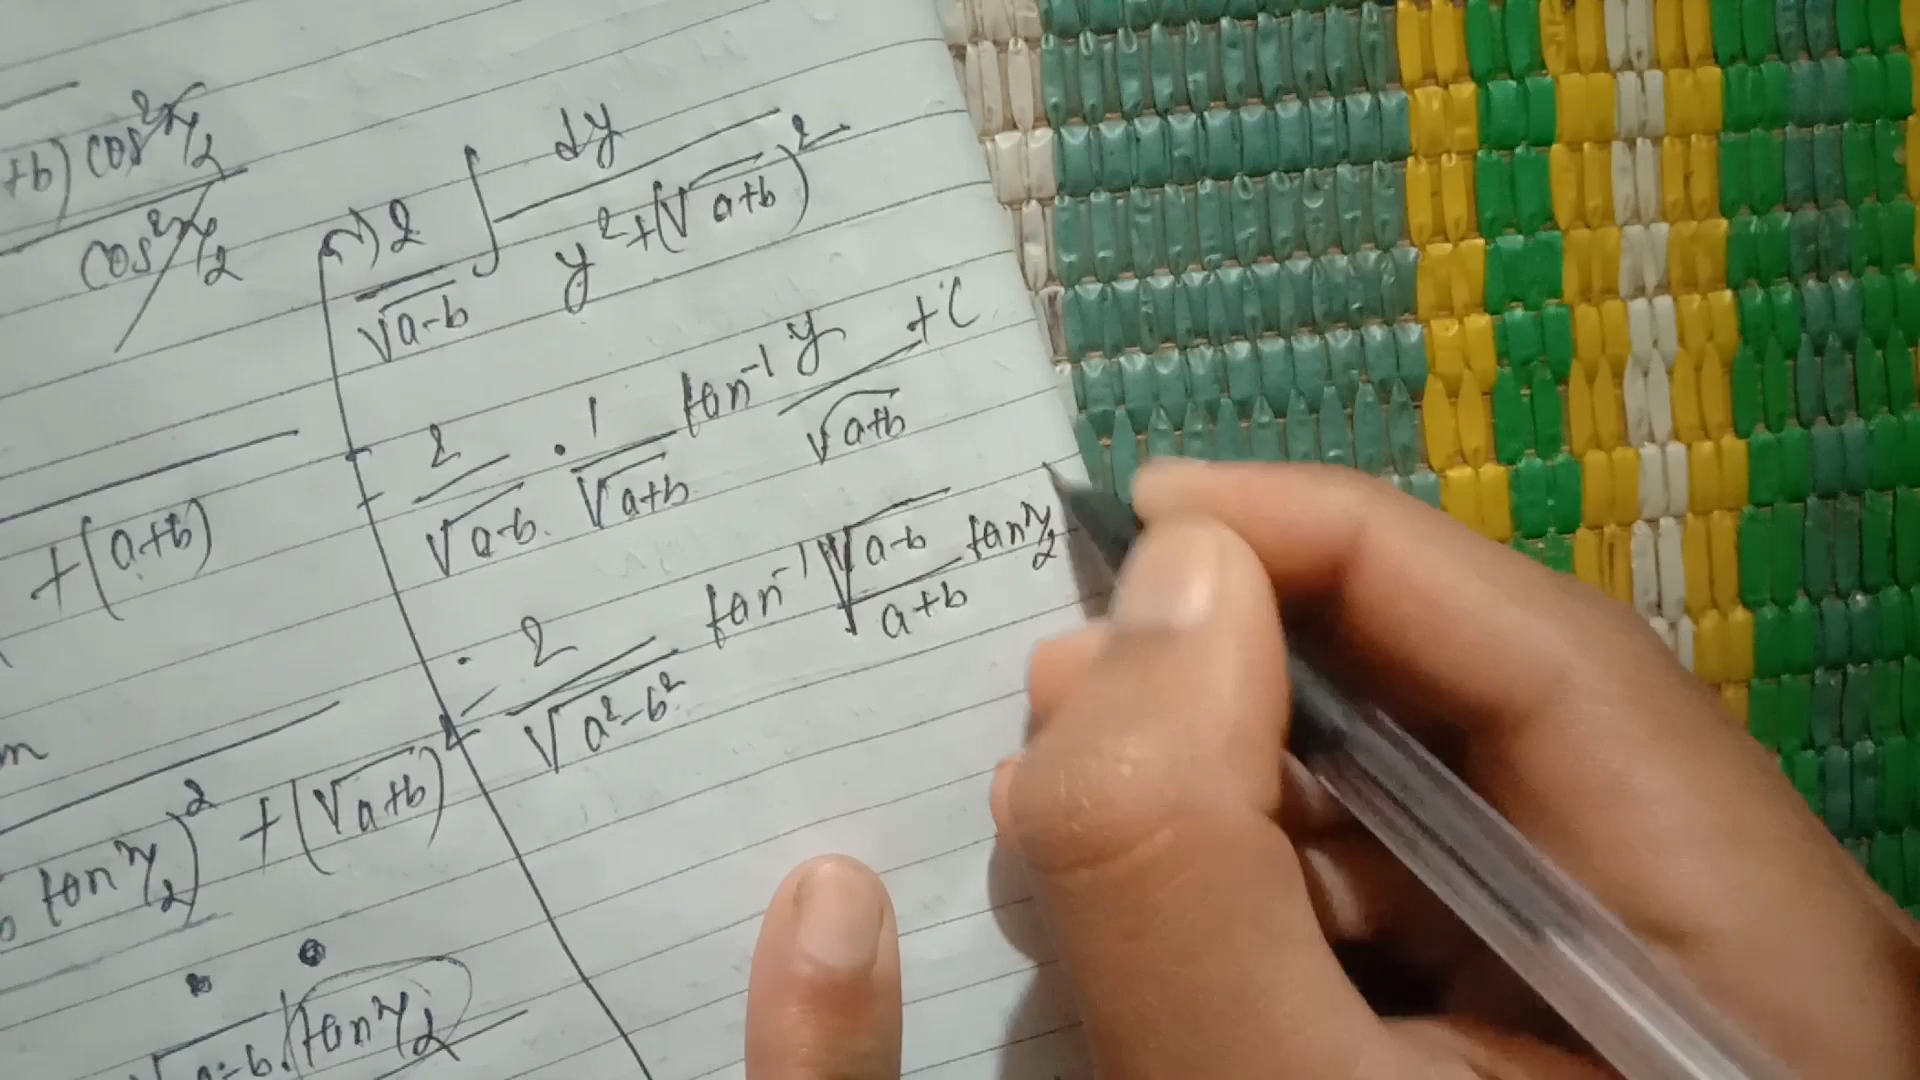 +b) cos²x/2
cos²x/2
+(a+b)
tan x/2)² + (√a+b)²
√a-b . tan x/2
2/√a-b ∫ dy / y²+(√a+b)²
2/√a-b . 1/√a+b tan⁻¹ y/√a+b + c
= 2/√a²-b² tan⁻¹ √a-b/a+b tan x/2